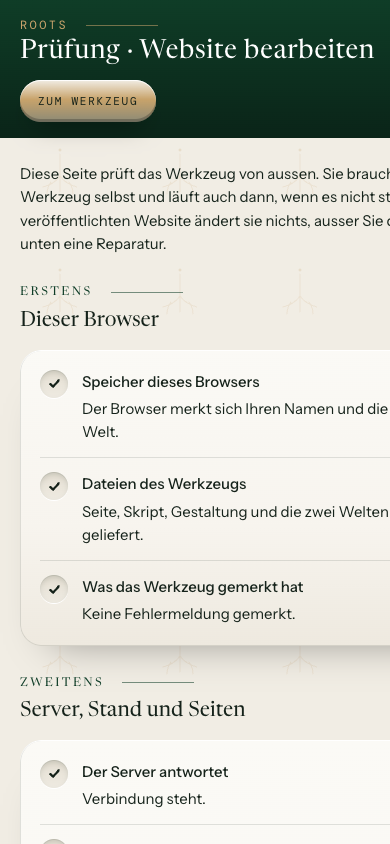 ROOTS
Prüfung · Website bearbeiten
ZUM WERKZEUG
Diese Seite prüft das Werkzeug von aussen. Sie
Werkzeug selbst und läuft auch dann, wenn es nicht
veröffentlichten Website ändert sie nichts, ausser Sie
unten eine Reparatur.
ERSTENS
Dieser Browser
Speicher dieses Browsers
Der Browser merkt sich Ihren Namen und die
Welt.
Dateien des Werkzeugs
Seite, Skript, Gestaltung und die zwei Welten
geliefert.
Was das Werkzeug gemerkt hat
Keine Fehlermeldung gemerkt.
ZWEITENS
Server, Stand und Seiten
Der Server antwortet
Verbindung steht.